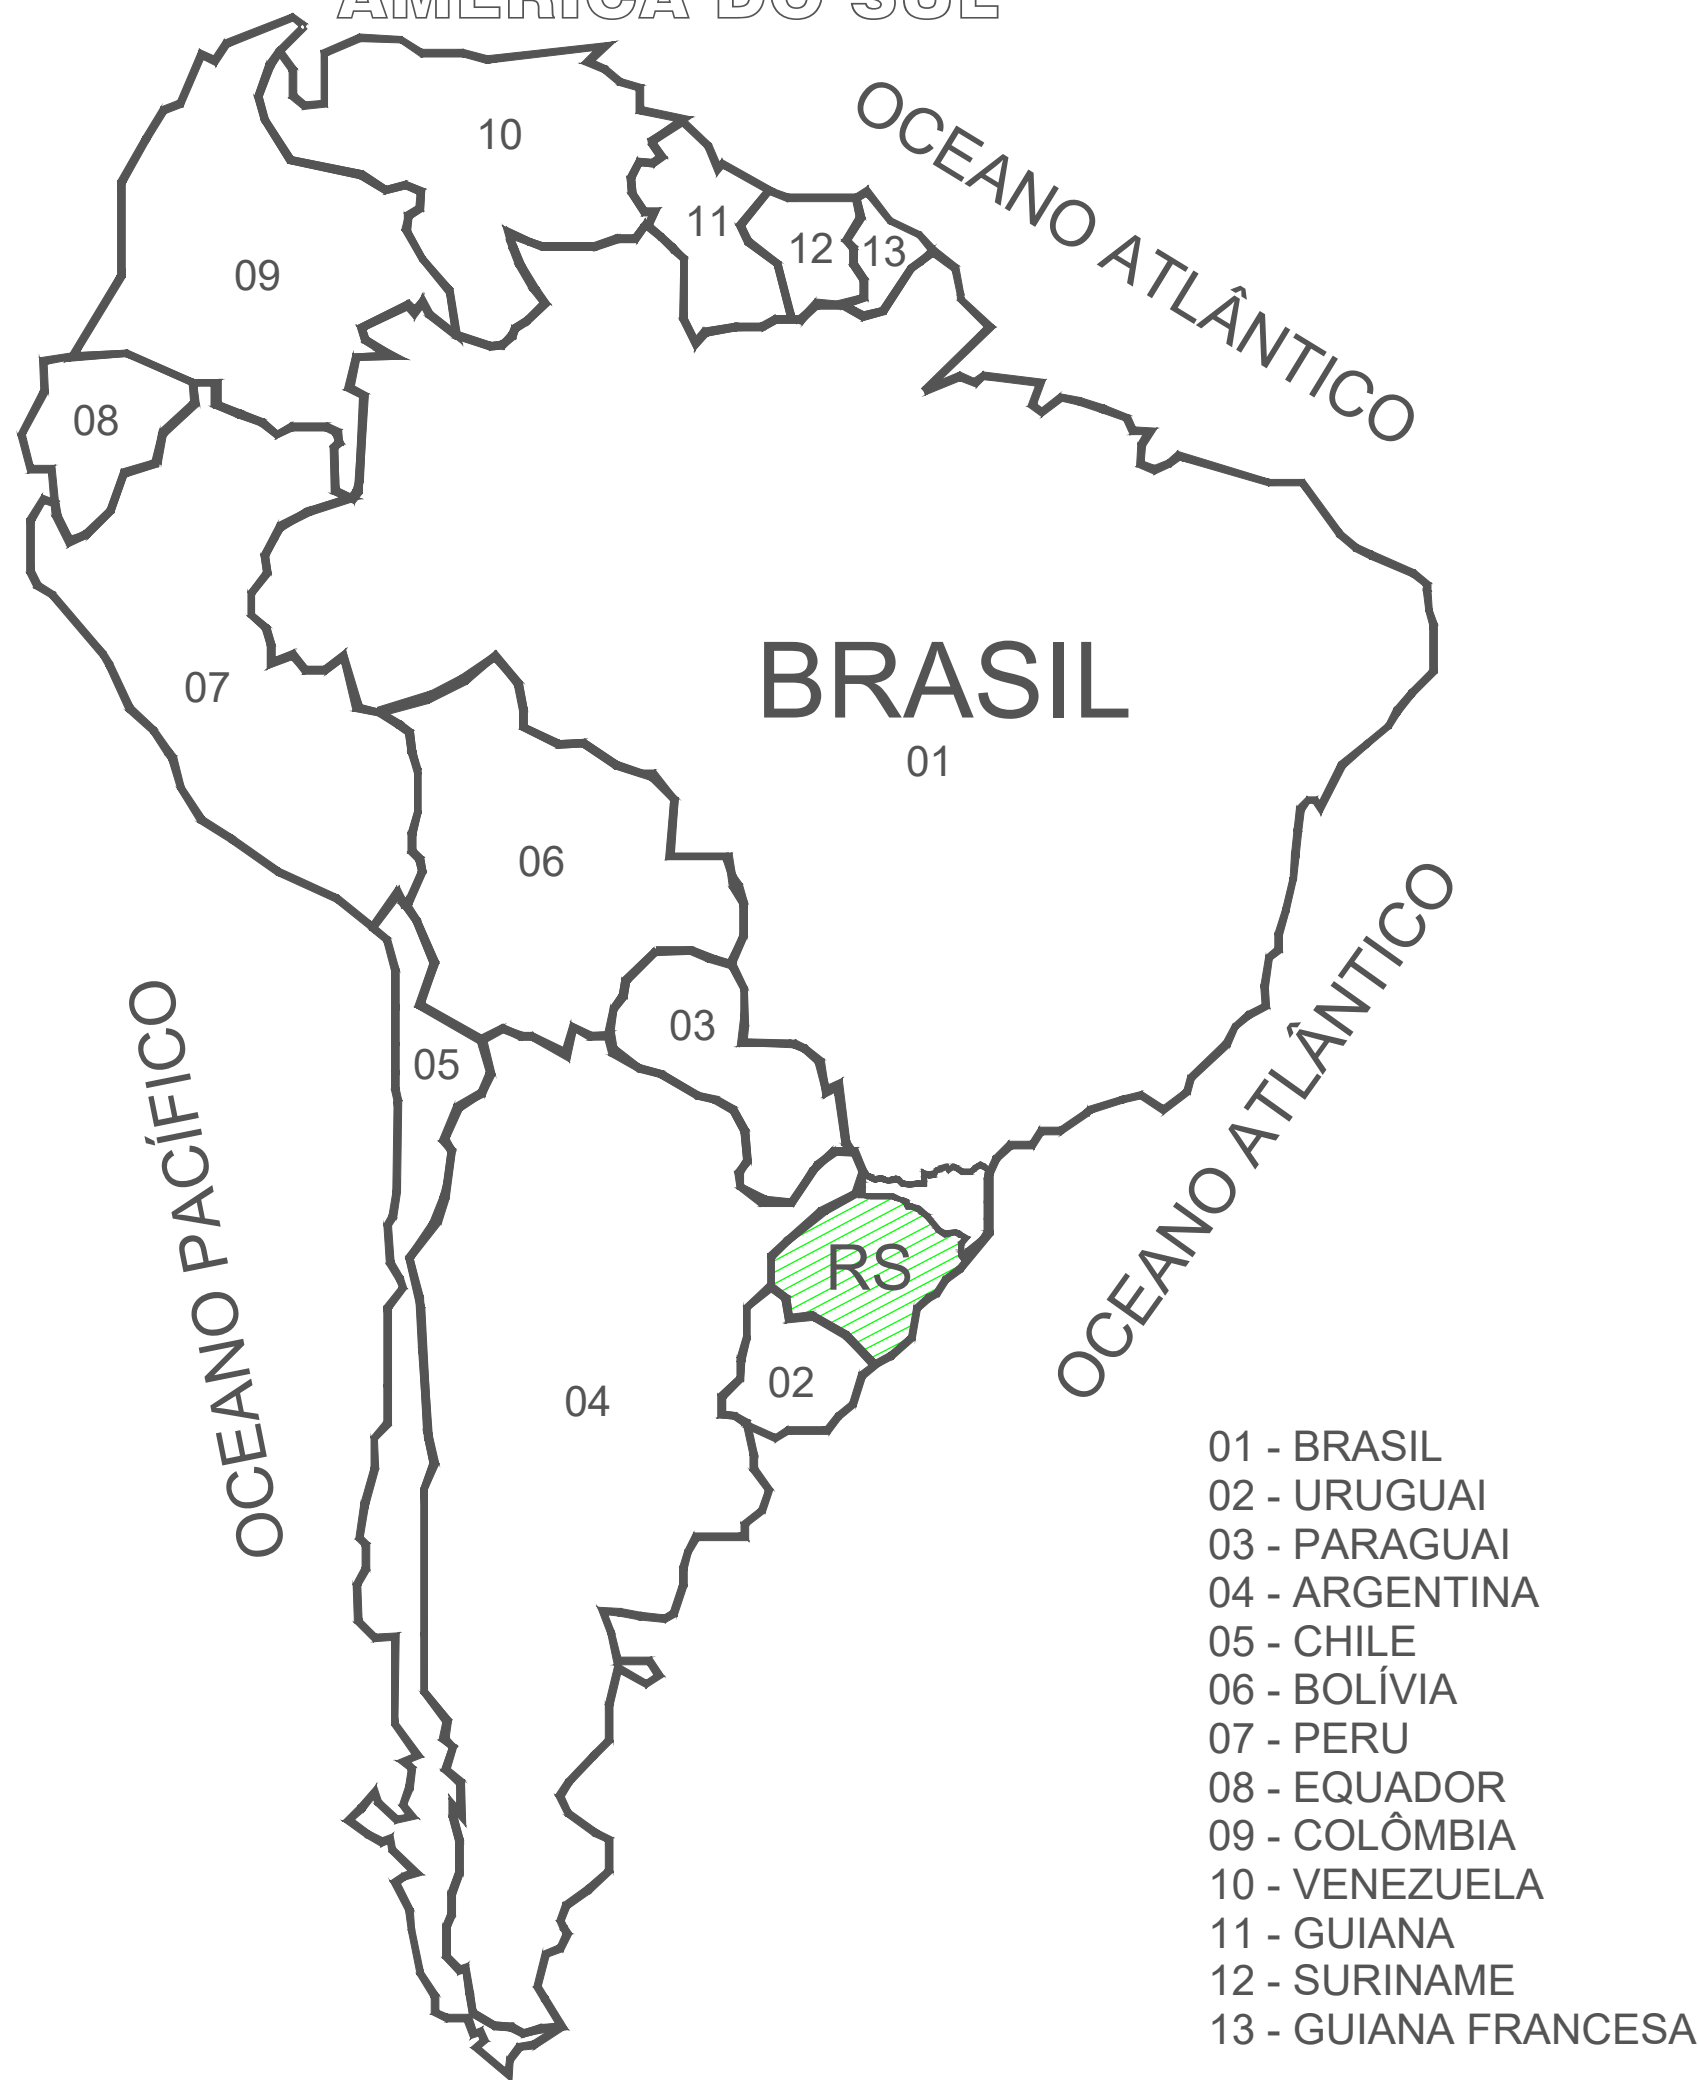 AMÉRICA DO SUL
OCEANO ATLÂNTICO
10
11
12
13
09
08
BRASIL
01
07
06
OCEANO ATLÂNTICO
OCEANO PACÍFICO
03
05
RS
02
04
01 - BRASIL
02 - URUGUAI
03 - PARAGUAI
04 - ARGENTINA
05 - CHILE
06 - BOLÍVIA
07 - PERU
08 - EQUADOR
09 - COLÔMBIA
10 - VENEZUELA
11 - GUIANA
12 - SURINAME
13 - GUIANA FRANCESA